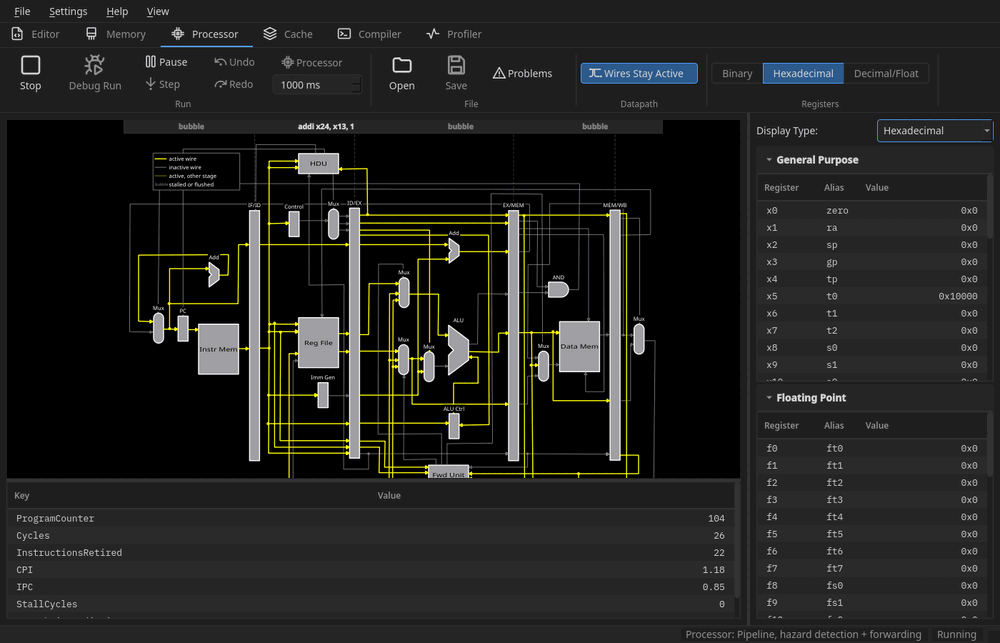 File Settings Help View
Editor Memory Processor Cache Compiler Profiler
Stop Debug Run Pause Step Undo Redo Processor 1000 ms
Run
Open Save Problems
File
Wires Stay Active
Datapath
Binary Hexadecimal Decimal/Float
Registers
bubble addi x24, x13, 1 bubble bubble
active wire
inactive wire
active, other stage
bubble stalled or flushed
HDU
IF/ID Control Mux ID/EX EX/MEM MEM/WB
Add
Add
Mux
AND
Mux PC
ALU
Mux
Instr Mem
Reg File
Mux
Mux
Mux
Data Mem
Imm Gen
ALU Ctrl
Fwd Unit
Key Value
ProgramCounter 104
Cycles 26
InstructionsRetired 22
CPI 1.18
IPC 0.85
StallCycles 0
Display Type: Hexadecimal
General Purpose
Register Alias Value
x0 zero 0x0
x1 ra 0x0
x2 sp 0x0
x3 gp 0x0
x4 tp 0x0
x5 t0 0x10000
x6 t1 0x0
x7 t2 0x0
x8 s0 0x0
x9 s1 0x0
Floating Point
Register Alias Value
f0 ft0 0x0
f1 ft1 0x0
f2 ft2 0x0
f3 ft3 0x0
f4 ft4 0x0
f5 ft5 0x0
f6 ft6 0x0
f7 ft7 0x0
f8 fs0 0x0
f9 fs1 0x0
Processor: Pipeline, hazard detection + forwarding Running